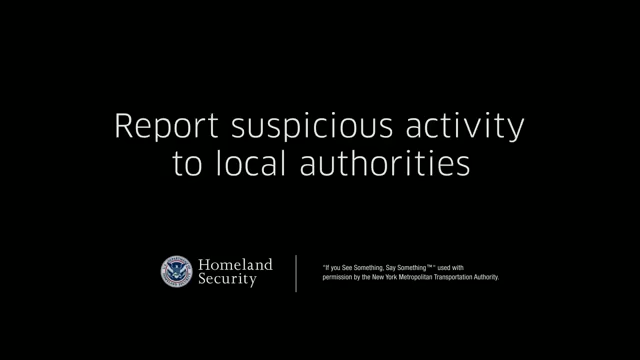 Report suspicious activity
to local authorities
Homeland
Security
"If you See Something, Say Something™" used with
permission by the New York Metropolitan Transportation Authority.